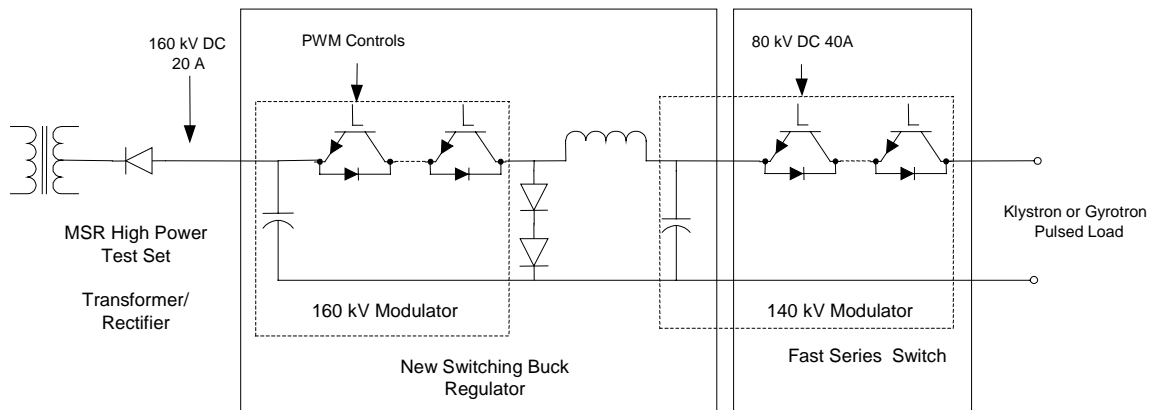 160 kV DC
20 A
PWM Controls
80 kV DC 40A
MSR High Power
Test Set
Transformer/
Rectifier
160 kV Modulator
New Switching Buck
Regulator
140 kV Modulator
Fast Series Switch
Klystron or Gyrotron
Pulsed Load